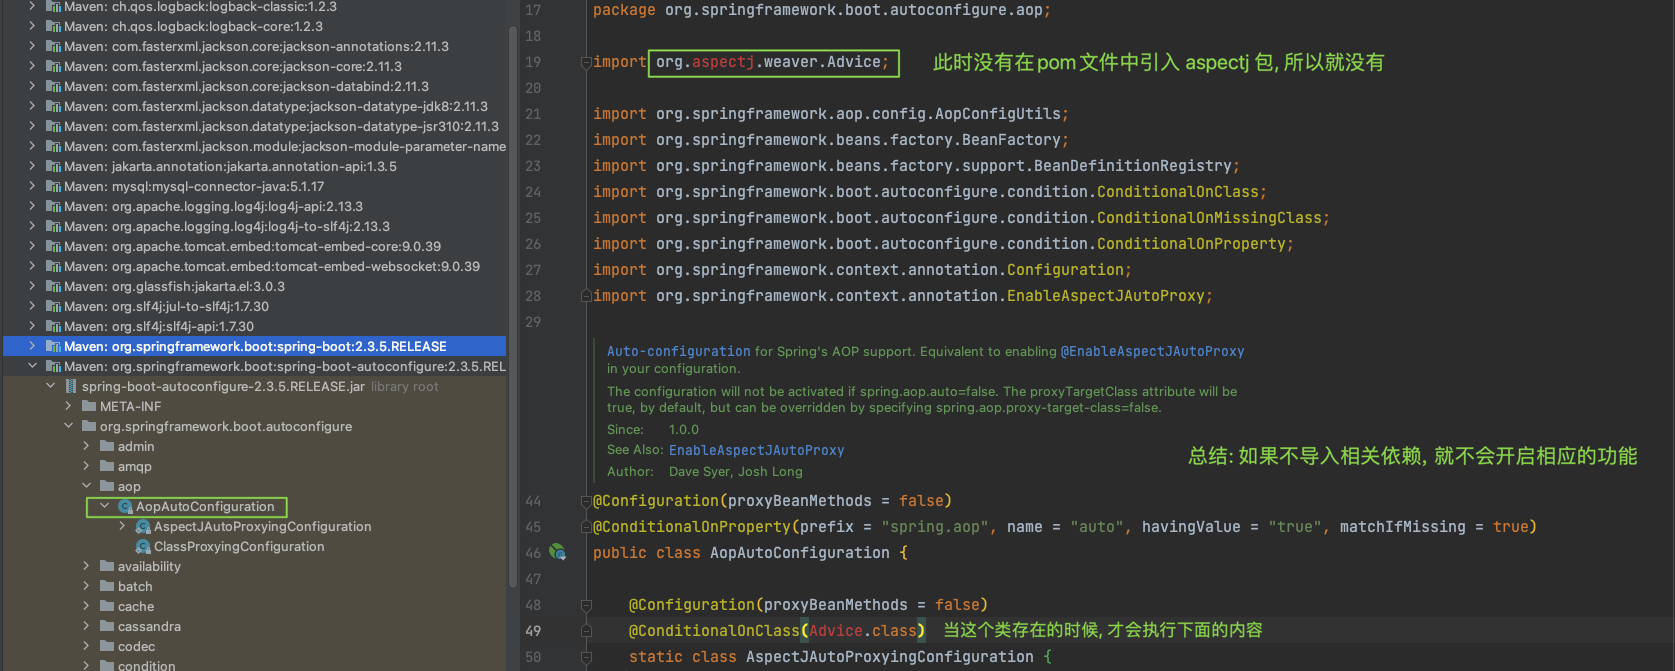 Maven: ch.qos.logback:logback-classic:1.2.3
Maven: ch.qos.logback:logback-core:1.2.3
Maven: com.fasterxml.jackson.core:jackson-annotations:2.11.3
Maven: com.fasterxml.jackson.core:jackson-core:2.11.3
Maven: com.fasterxml.jackson.core:jackson-databind:2.11.3
Maven: com.fasterxml.jackson.datatype:jackson-datatype-jdk8:2.11.3
Maven: com.fasterxml.jackson.datatype:jackson-datatype-jsr310:2.11.3
Maven: com.fasterxml.jackson.module:jackson-module-parameter-name
Maven: jakarta.annotation:jakarta.annotation-api:1.3.5
Maven: mysql:mysql-connector-java:5.1.17
Maven: org.apache.logging.log4j:log4j-api:2.13.3
Maven: org.apache.logging.log4j:log4j-to-slf4j:2.13.3
Maven: org.apache.tomcat.embed:tomcat-embed-core:9.0.39
Maven: org.apache.tomcat.embed:tomcat-embed-websocket:9.0.39
Maven: org.glassfish:jakarta.el:3.0.3
Maven: org.slf4j:jul-to-slf4j:1.7.30
Maven: org.slf4j:slf4j-api:1.7.30
Maven: org.springframework.boot:spring-boot:2.3.5.RELEASE
Maven: org.springframework.boot:spring-boot-autoconfigure:2.3.5.REL
spring-boot-autoconfigure-2.3.5.RELEASE.jar library root
META-INF
org.springframework.boot.autoconfigure
admin
amqp
aop
AopAutoConfiguration
AspectJAutoProxyingConfiguration
ClassProxyingConfiguration
availability
batch
cache
cassandra
codec
condition
17 package org.springframework.boot.autoconfigure.aop;
18
19 import org.aspectj.weaver.Advice; 此时没有在 pom 文件中引入 aspectj 包, 所以就没有
20
21 import org.springframework.aop.config.AopConfigUtils;
22 import org.springframework.beans.factory.BeanFactory;
23 import org.springframework.beans.factory.support.BeanDefinitionRegistry;
24 import org.springframework.boot.autoconfigure.condition.ConditionalOnClass;
25 import org.springframework.boot.autoconfigure.condition.ConditionalOnMissingClass;
26 import org.springframework.boot.autoconfigure.condition.ConditionalOnProperty;
27 import org.springframework.context.annotation.Configuration;
28 import org.springframework.context.annotation.EnableAspectJAutoProxy;
29
Auto-configuration for Spring's AOP support. Equivalent to enabling @EnableAspectJAutoProxy
in your configuration.
The configuration will not be activated if spring.aop.auto=false. The proxyTargetClass attribute will be
true, by default, but can be overridden by specifying spring.aop.proxy-target-class=false.
Since: 1.0.0
See Also: EnableAspectJAutoProxy
总结: 如果不导入相关依赖, 就不会开启相应的功能
Author: Dave Syer, Josh Long
44 @Configuration(proxyBeanMethods = false)
45 @ConditionalOnProperty(prefix = "spring.aop", name = "auto", havingValue = "true", matchIfMissing = true)
46 public class AopAutoConfiguration {
47
48 @Configuration(proxyBeanMethods = false)
49 @ConditionalOnClass(Advice.class) 当这个类存在的时候, 才会执行下面的内容
50 static class AspectJAutoProxyingConfiguration {